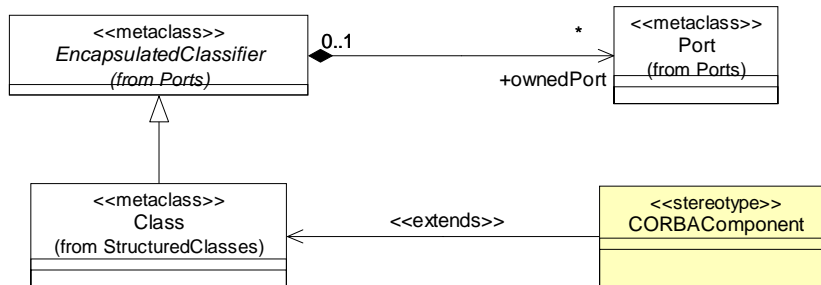 <<metaclass>>
EncapsulatedClassifier
(from Ports)
0..1
*
+ownedPort
<<metaclass>>
Port
(from Ports)
<<metaclass>>
Class
(from StructuredClasses)
<<extends>>
<<stereotype>>
CORBAComponent